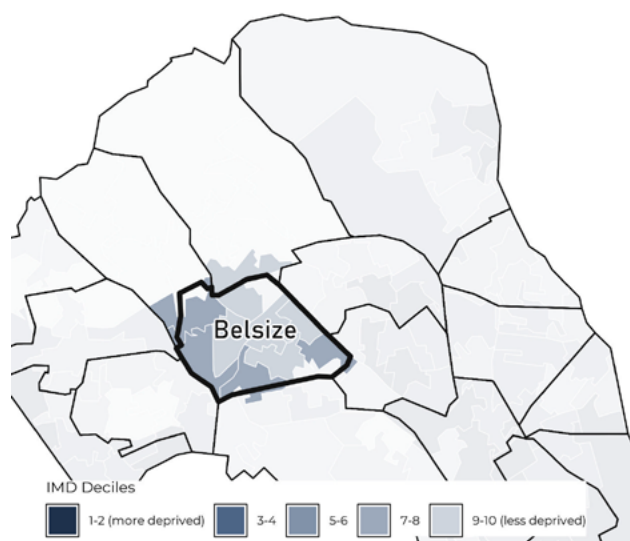 Belsize
IMD Deciles
1-2 (more deprived) 3-4 5-6 7-8 9-10 (less deprived)